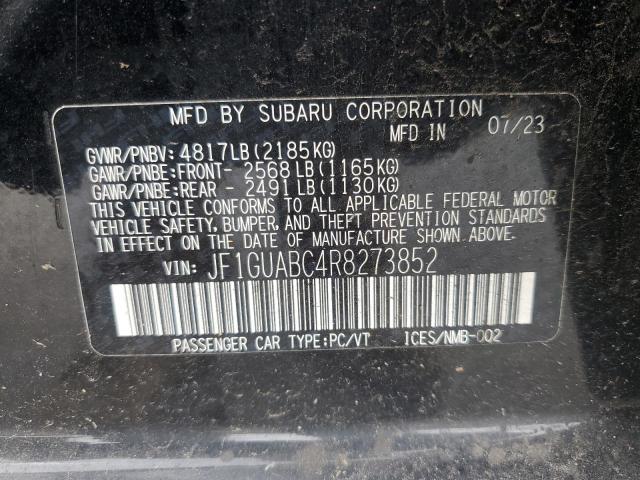 MFD BY SUBARU CORPORATION
MFD IN 07/23
GVWR/PNBV: 4817LB(2185KG)
GAWR/PNBE:FRONT- 2568LB(1165KG)
GAWR/PNBE:REAR - 2491LB(1130KG)
THIS VEHICLE CONFORMS TO ALL APPLICABLE FEDERAL MOTOR
VEHICLE SAFETY, BUMPER, AND THEFT PREVENTION STANDARDS
IN EFFECT ON THE DATE OF MANUFACTURE SHOWN ABOVE.
VIN: JF1GUABC4R8273852
PASSENGER CAR TYPE:PC/VT ICES/NMB-002